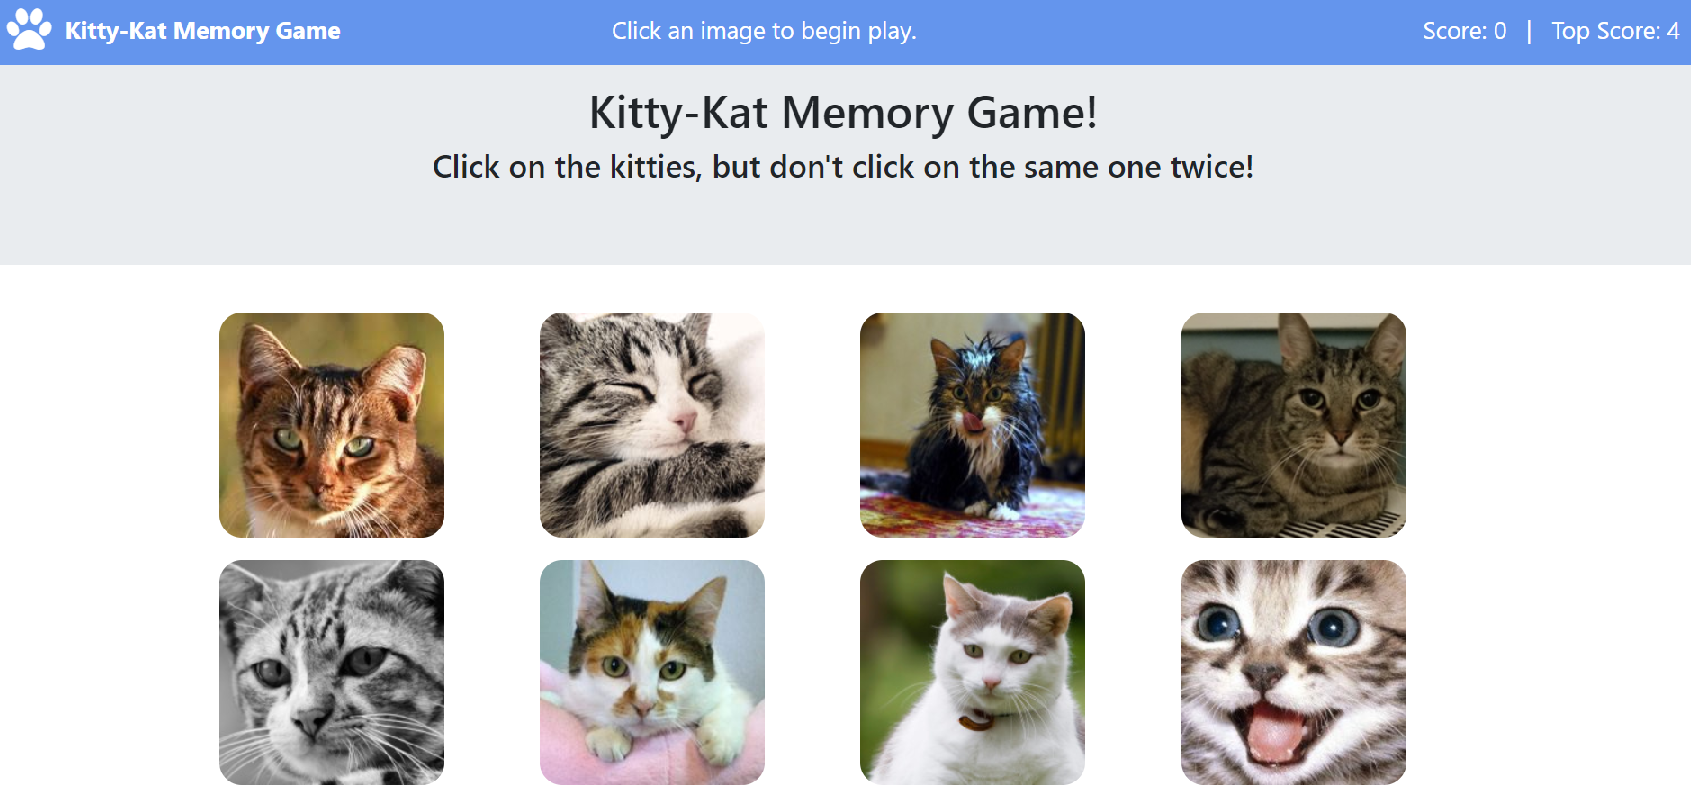 Kitty-Kat Memory Game
Click an image to begin play.
Score: 0 | Top Score: 4
Kitty-Kat Memory Game!
Click on the kitties, but don't click on the same one twice!